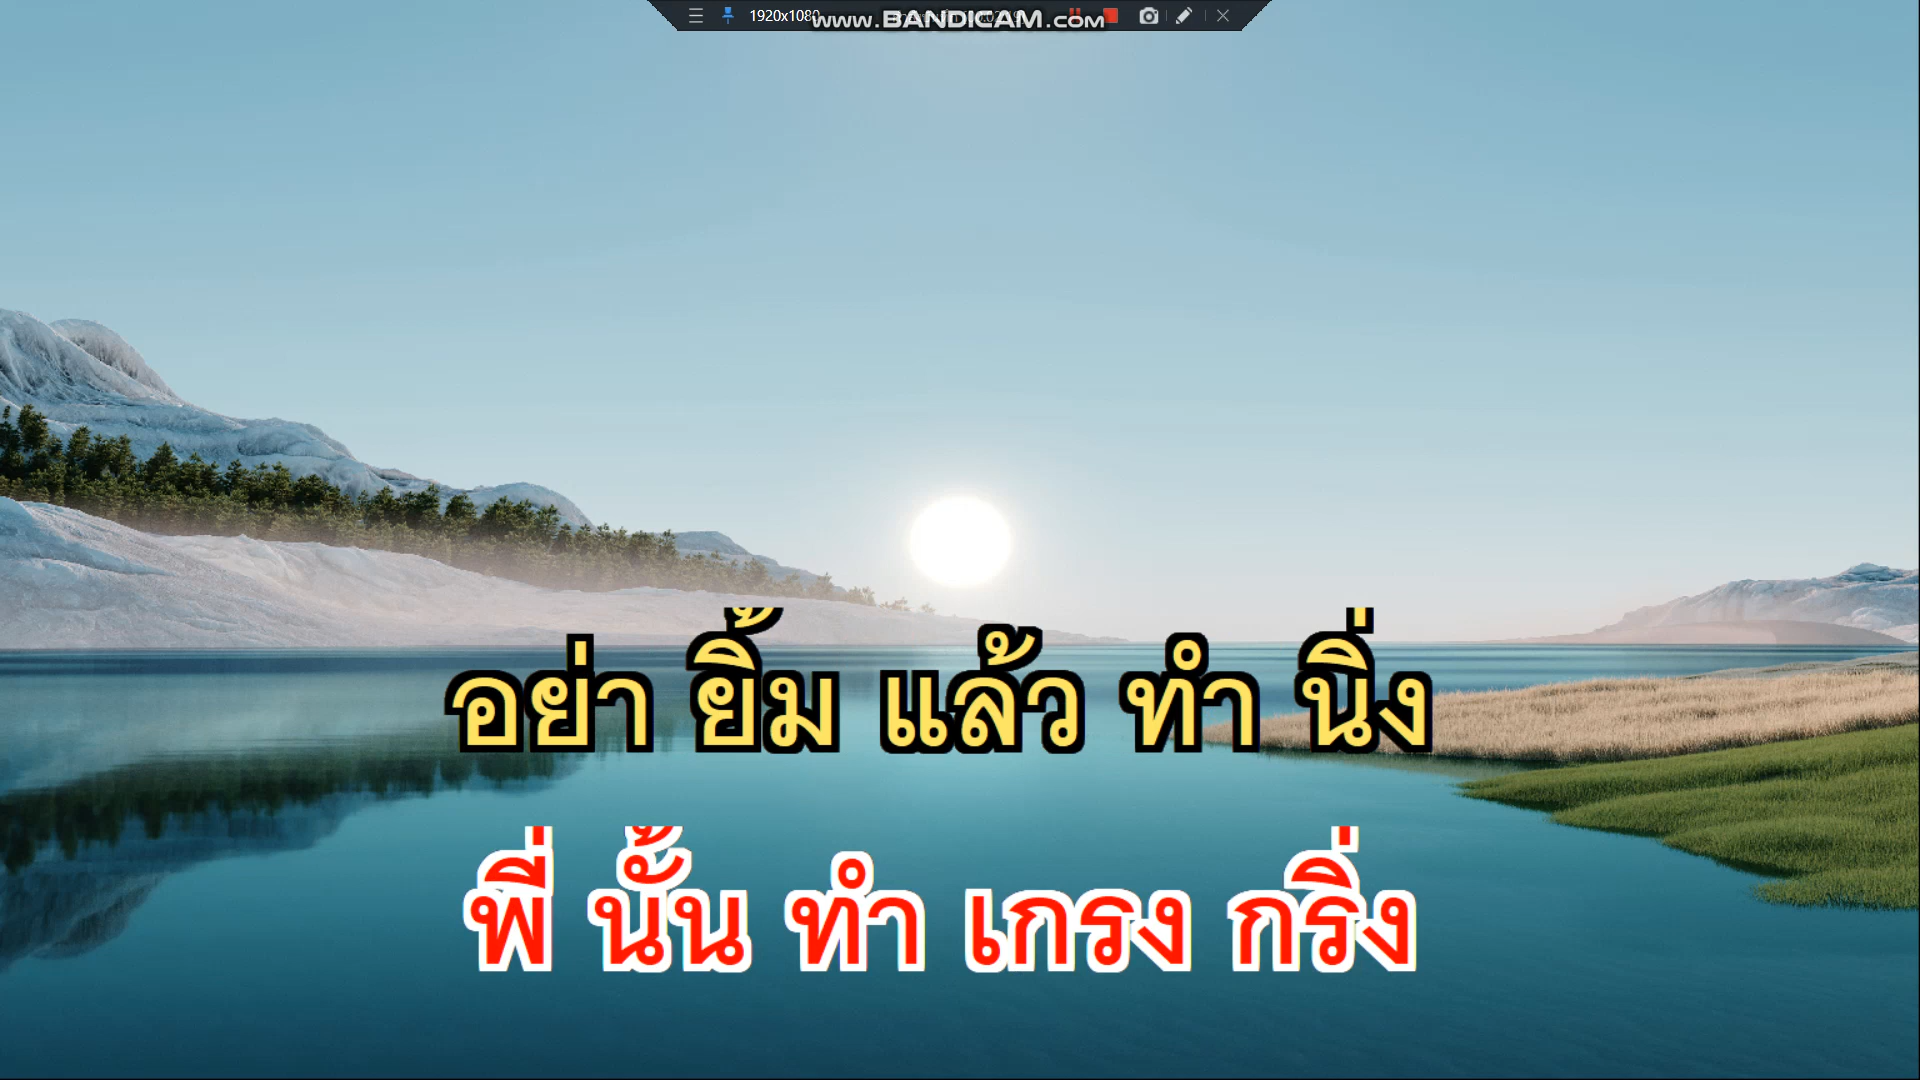 1920x1080
www.BANDICAM.com
อย่า ยิ้ม แล้ว ทำ นิ่ง
พี่ นั้น ทำ เกรง กริ่ง